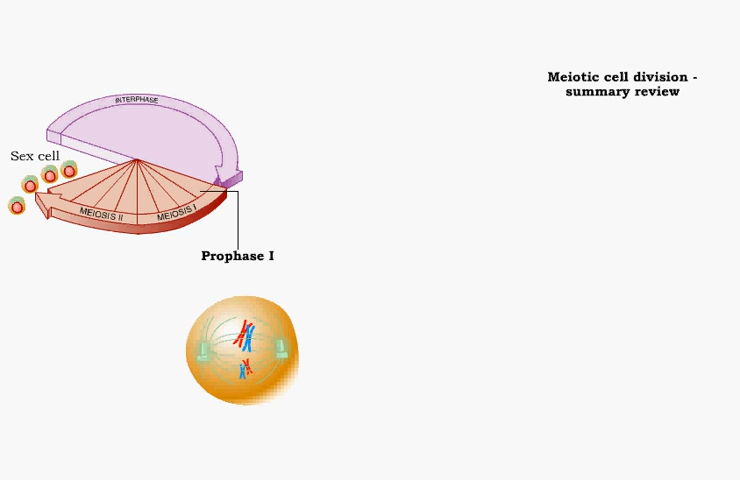 Meiotic cell division -
summary review
INTERPHASE
Sex cell
MEIOSIS II
MEIOSIS I
Prophase I